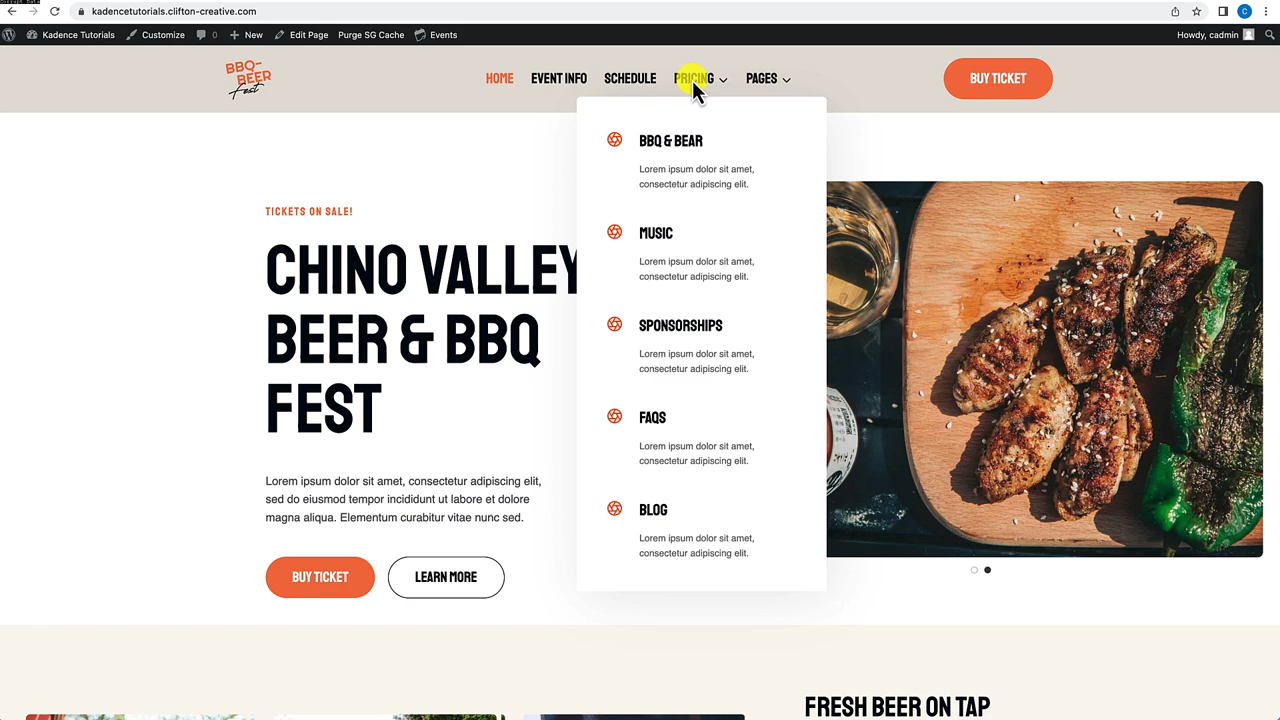 kadencetutorials.clifton-creative.com
Kadence Tutorials Customize 0 New Edit Page Purge SG Cache Events Howdy, cadmin
BBQ-
BEER
Fest
HOME EVENT INFO SCHEDULE PRICING PAGES BUY TICKET
BBQ & BEAR
Lorem ipsum dolor sit amet,
consectetur adipiscing elit.
MUSIC
Lorem ipsum dolor sit amet,
consectetur adipiscing elit.
SPONSORSHIPS
Lorem ipsum dolor sit amet,
consectetur adipiscing elit.
FAQS
Lorem ipsum dolor sit amet,
consectetur adipiscing elit.
BLOG
Lorem ipsum dolor sit amet,
consectetur adipiscing elit.
TICKETS ON SALE!
CHINO VALLEY
BEER & BBQ
FEST
Lorem ipsum dolor sit amet, consectetur adipiscing elit,
sed do eiusmod tempor incididunt ut labore et dolore
magna aliqua. Elementum curabitur vitae nunc sed.
BUY TICKET LEARN MORE
FRESH BEER ON TAP